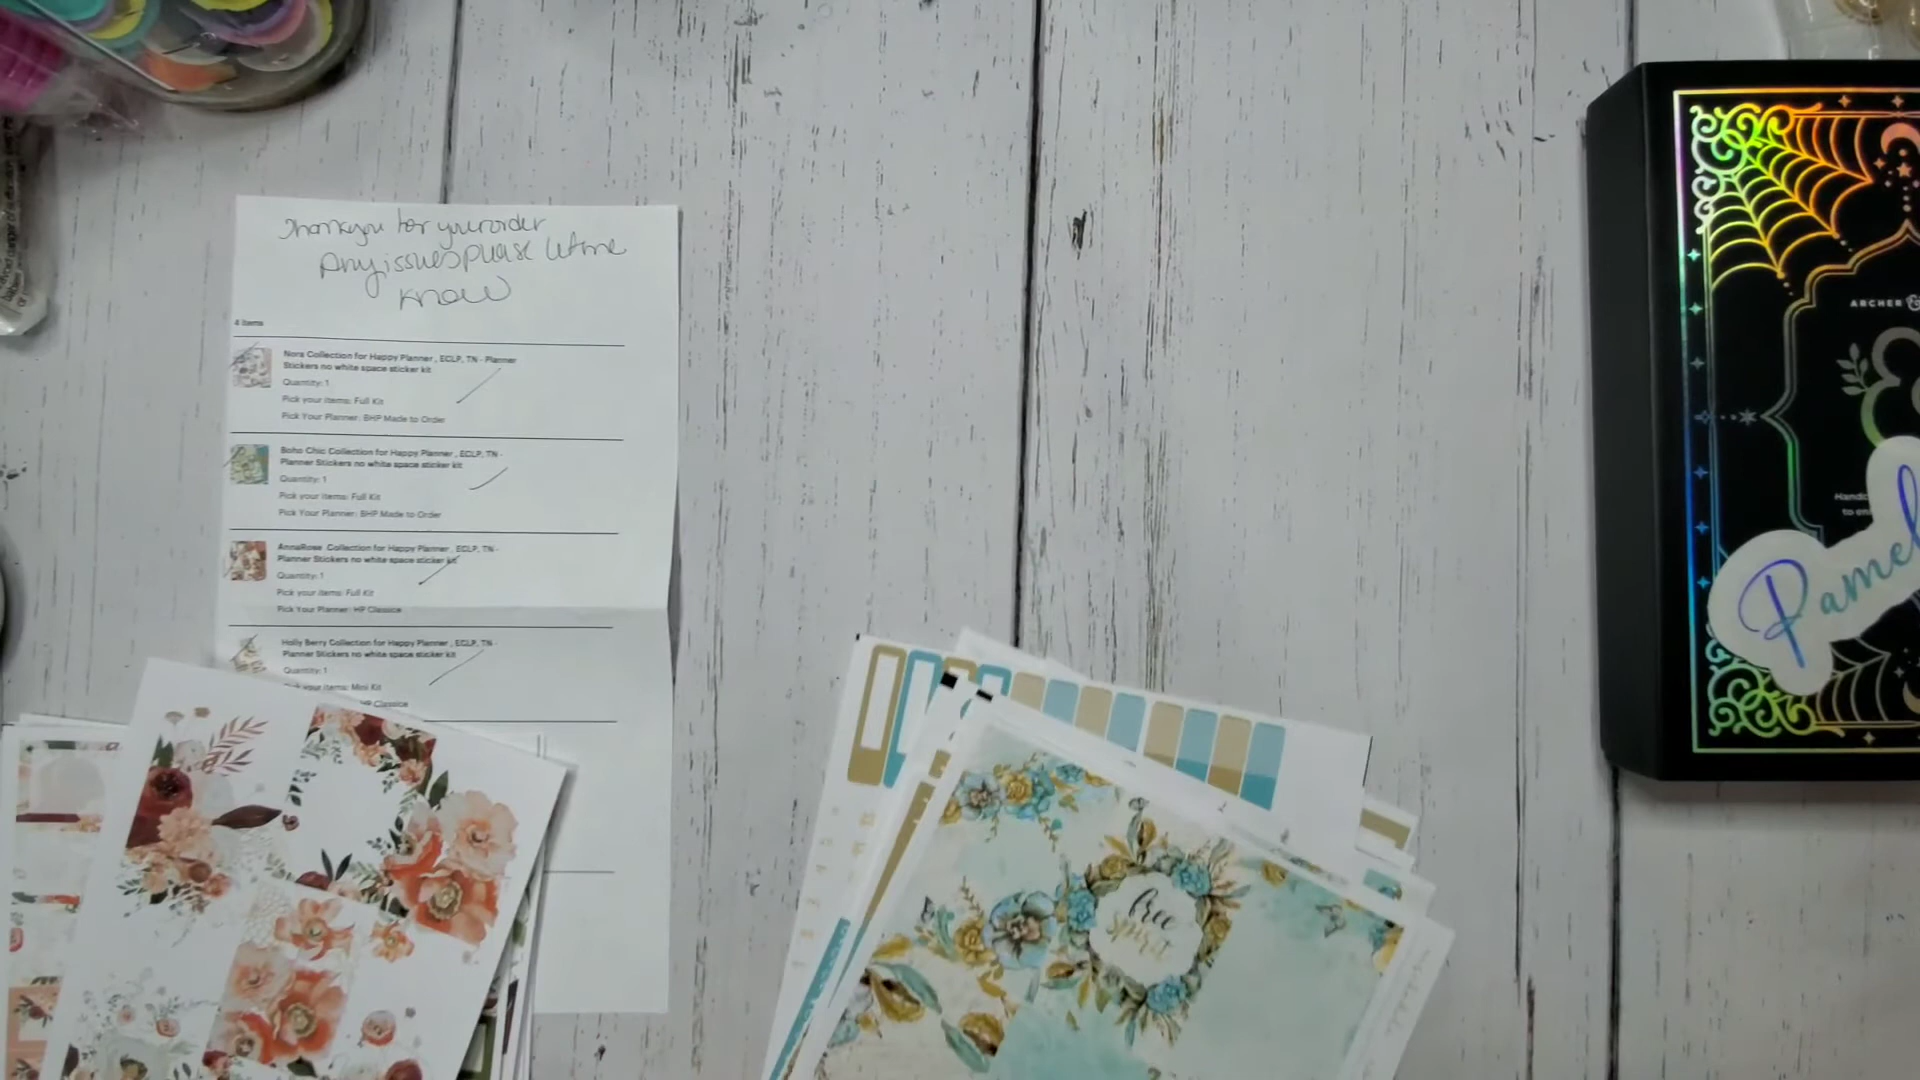 Thank you for your order
Any issues please let me
know
4 items
Nora Collection for Happy Planner , ECLP, TN - Planner
Stickers no white space sticker kit
Quantity: 1
Pick your items: Full Kit
Pick Your Planner: BHP Made to Order
Boho Chic Collection for Happy Planner , ECLP, TN -
Planner Stickers no white space sticker kit
Quantity: 1
Pick your items: Full Kit
Pick Your Planner: BHP Made to Order
AnnaRose Collection for Happy Planner , ECLP, TN -
Planner Stickers no white space sticker kit
Quantity: 1
Pick your items: Full Kit
Pick Your Planner: HP Classice
Holly Berry Collection for Happy Planner , ECLP, TN -
Planner Stickers no white space sticker kit
Quantity: 1
your items: Mini Kit
HP Classice
free
spirit
ARCHER &
Pamel